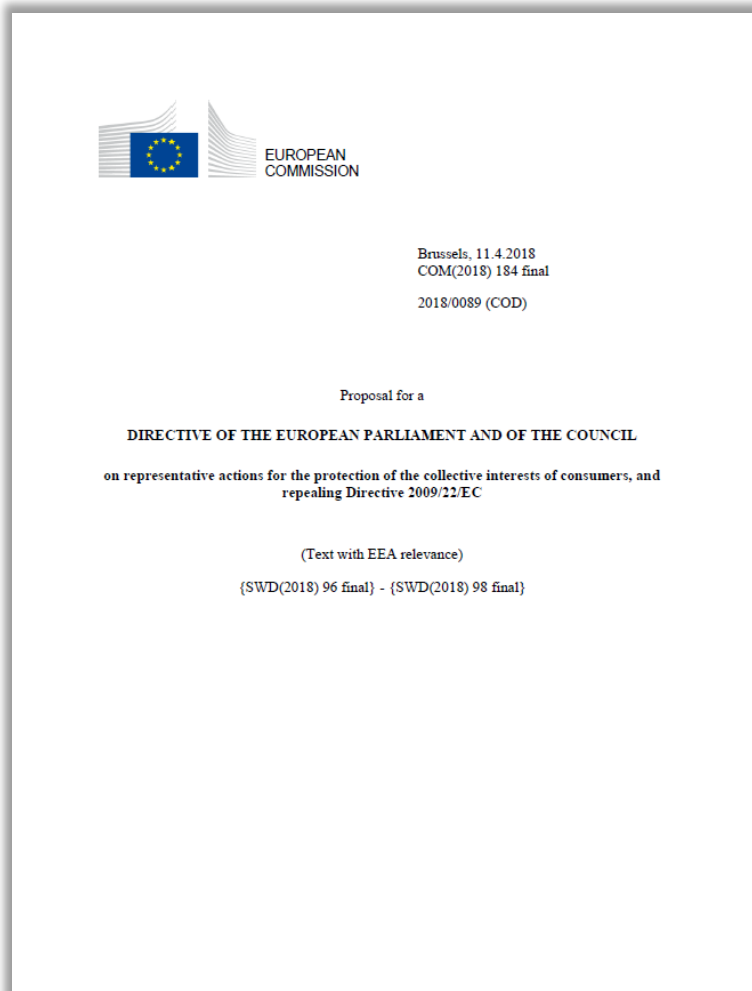 EUROPEAN
COMMISSION
Brussels, 11.4.2018
COM(2018) 184 final
2018/0089 (COD)
Proposal for a
DIRECTIVE OF THE EUROPEAN PARLIAMENT AND OF THE COUNCIL
on representative actions for the protection of the collective interests of consumers, and
repealing Directive 2009/22/EC
(Text with EEA relevance)
{SWD(2018) 96 final} - {SWD(2018) 98 final}